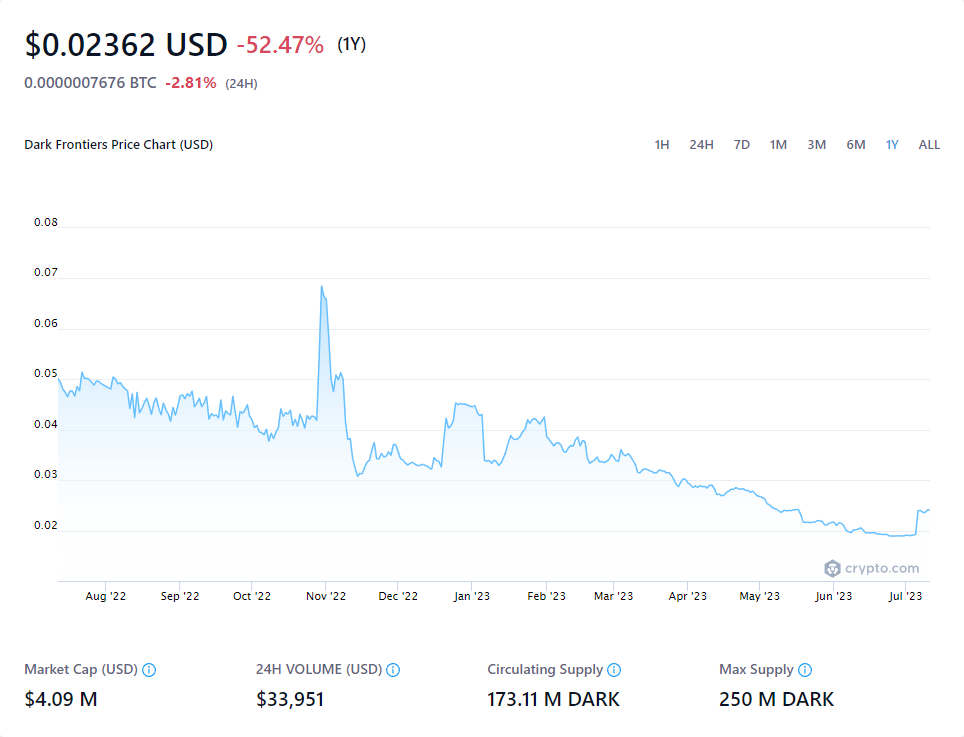 $0.02362 USD -52.47% (1Y)
0.0000007676 BTC -2.81% (24H)
Dark Frontiers Price Chart (USD) 1H 24H 7D 1M 3M 6M 1Y ALL
0.08
0.07
0.06
0.05
0.04
0.03
0.02
crypto.com
Aug '22 Sep '22 Oct '22 Nov '22 Dec '22 Jan '23 Feb '23 Mar '23 Apr '23 May '23 Jun '23 Jul '23
Market Cap (USD) 24H VOLUME (USD) Circulating Supply Max Supply
$4.09 M $33,951 173.11 M DARK 250 M DARK